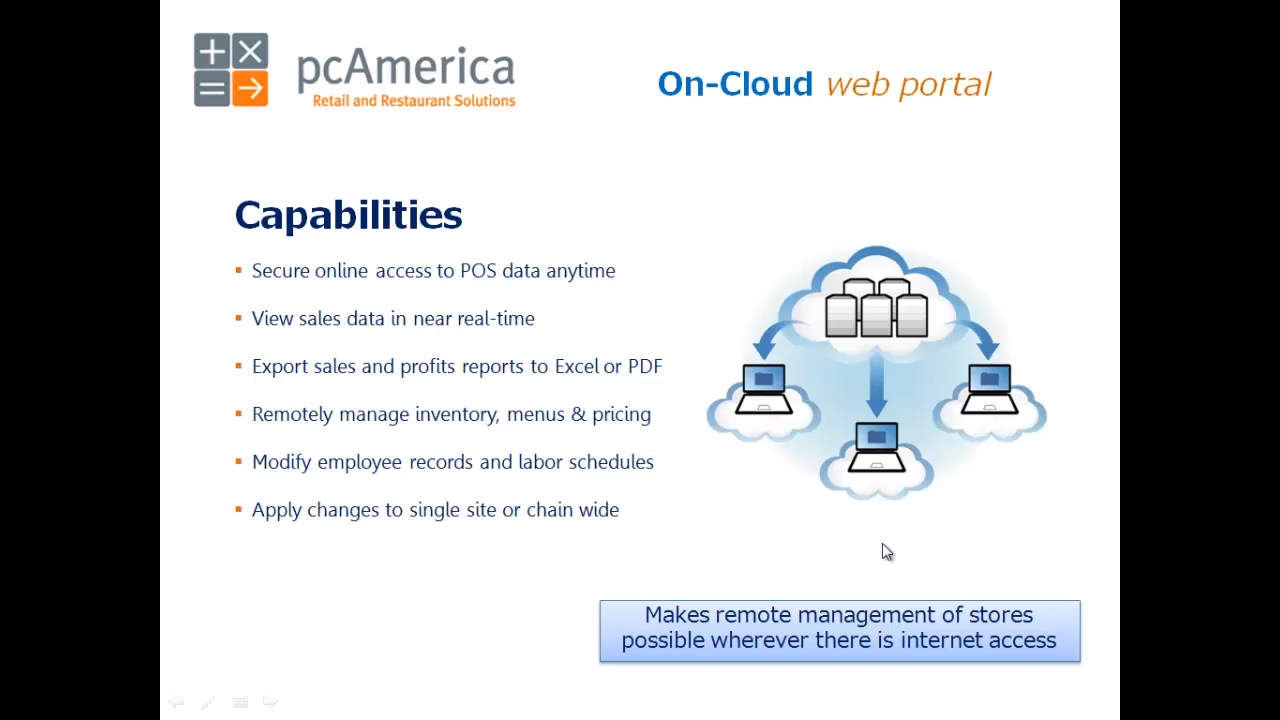 pcAmerica
Retail and Restaurant Solutions
On-Cloud web portal
Capabilities
Secure online access to POS data anytime
View sales data in near real-time
Export sales and profits reports to Excel or PDF
Remotely manage inventory, menus & pricing
Modify employee records and labor schedules
Apply changes to single site or chain wide
Makes remote management of stores
possible wherever there is internet access